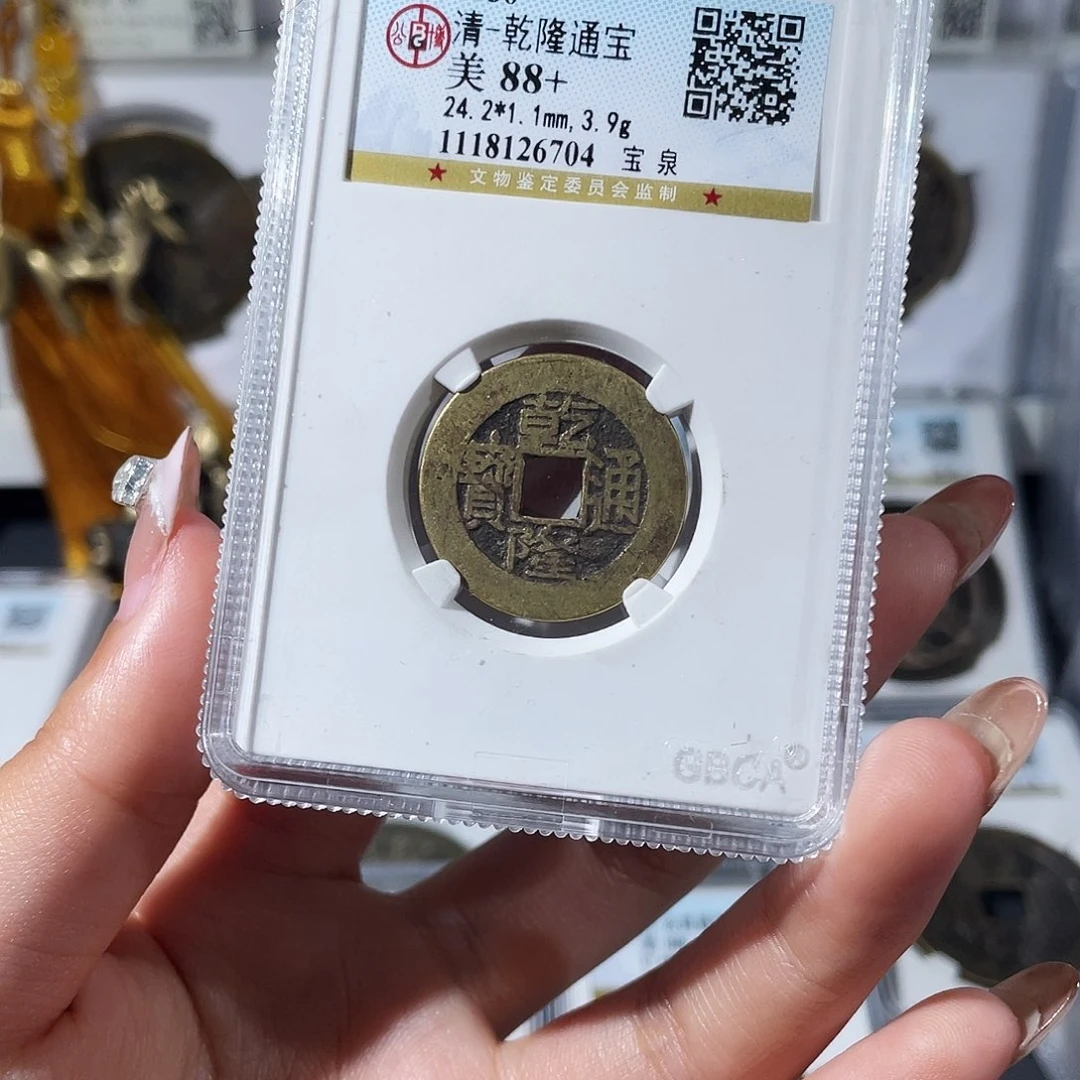 清-乾隆通宝
美 88+
24.2*1.1mm, 3.9g
1118126704 宝泉
★ 文物鉴定委员会监制 ★
乾
寶 通
隆
GBCA®